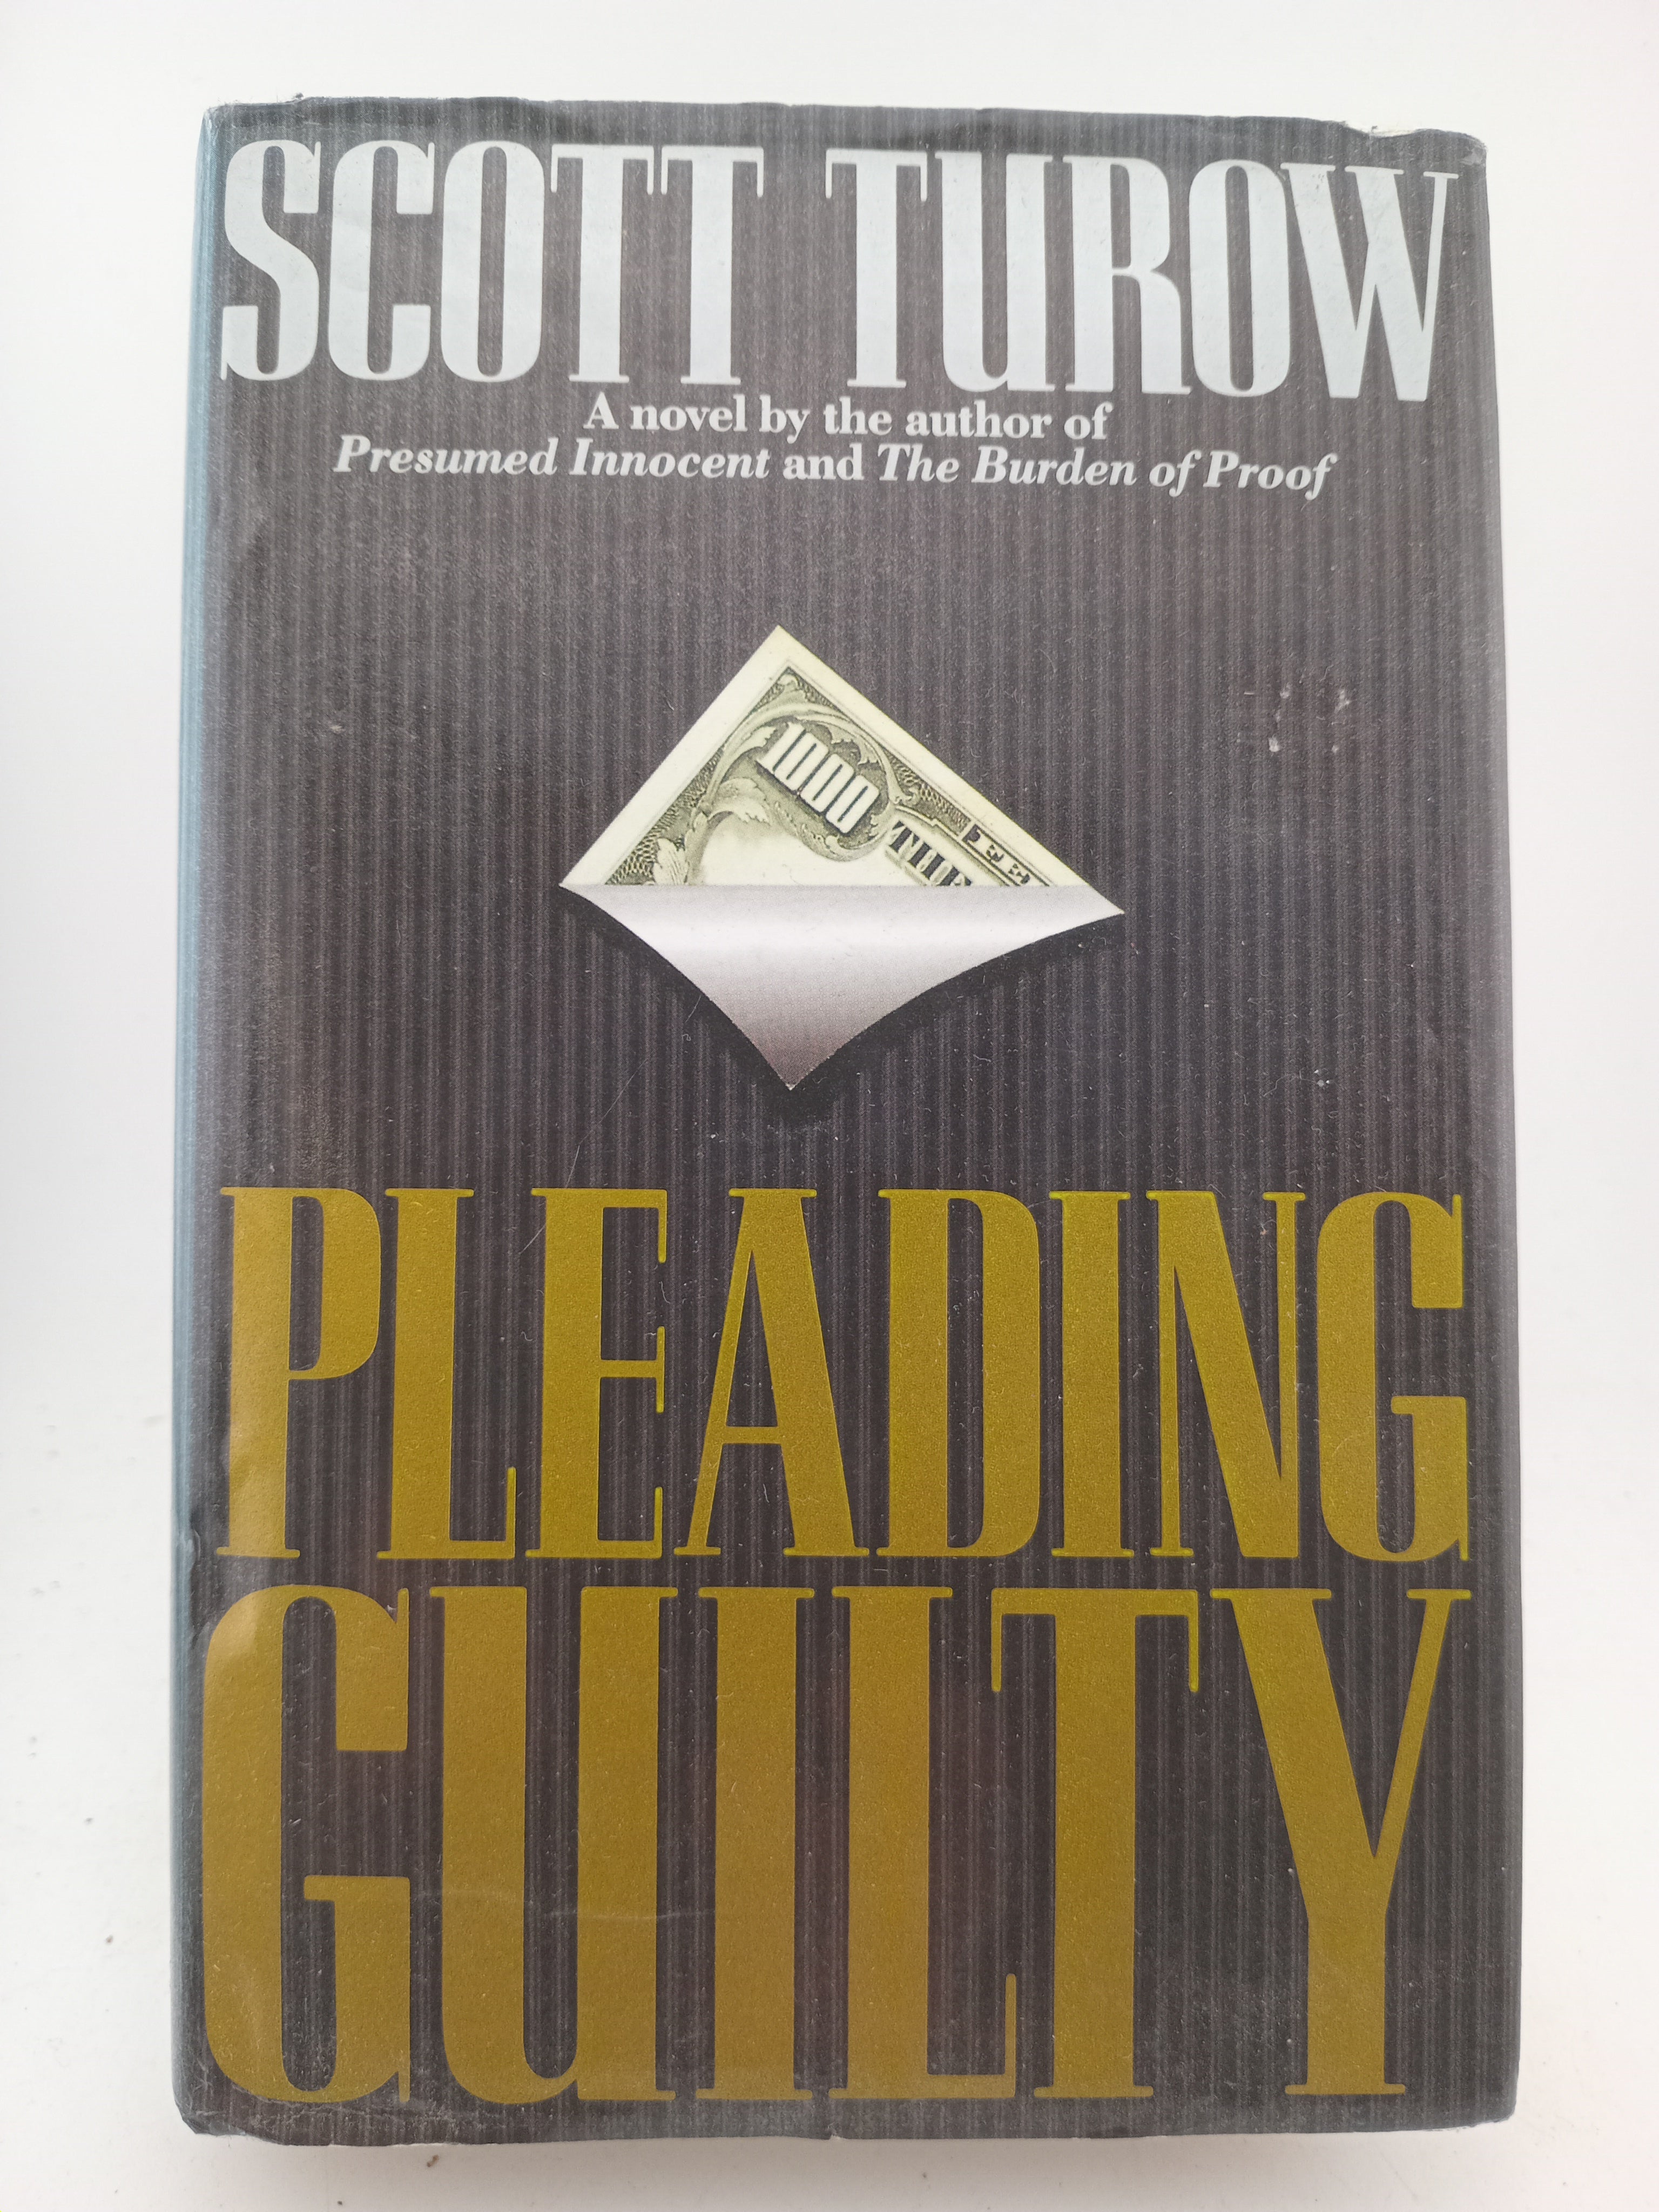 SCOTT TUROW
A novel by the author of
Presumed Innocent and The Burden of Proof
1000
PLEADING
GUILTY